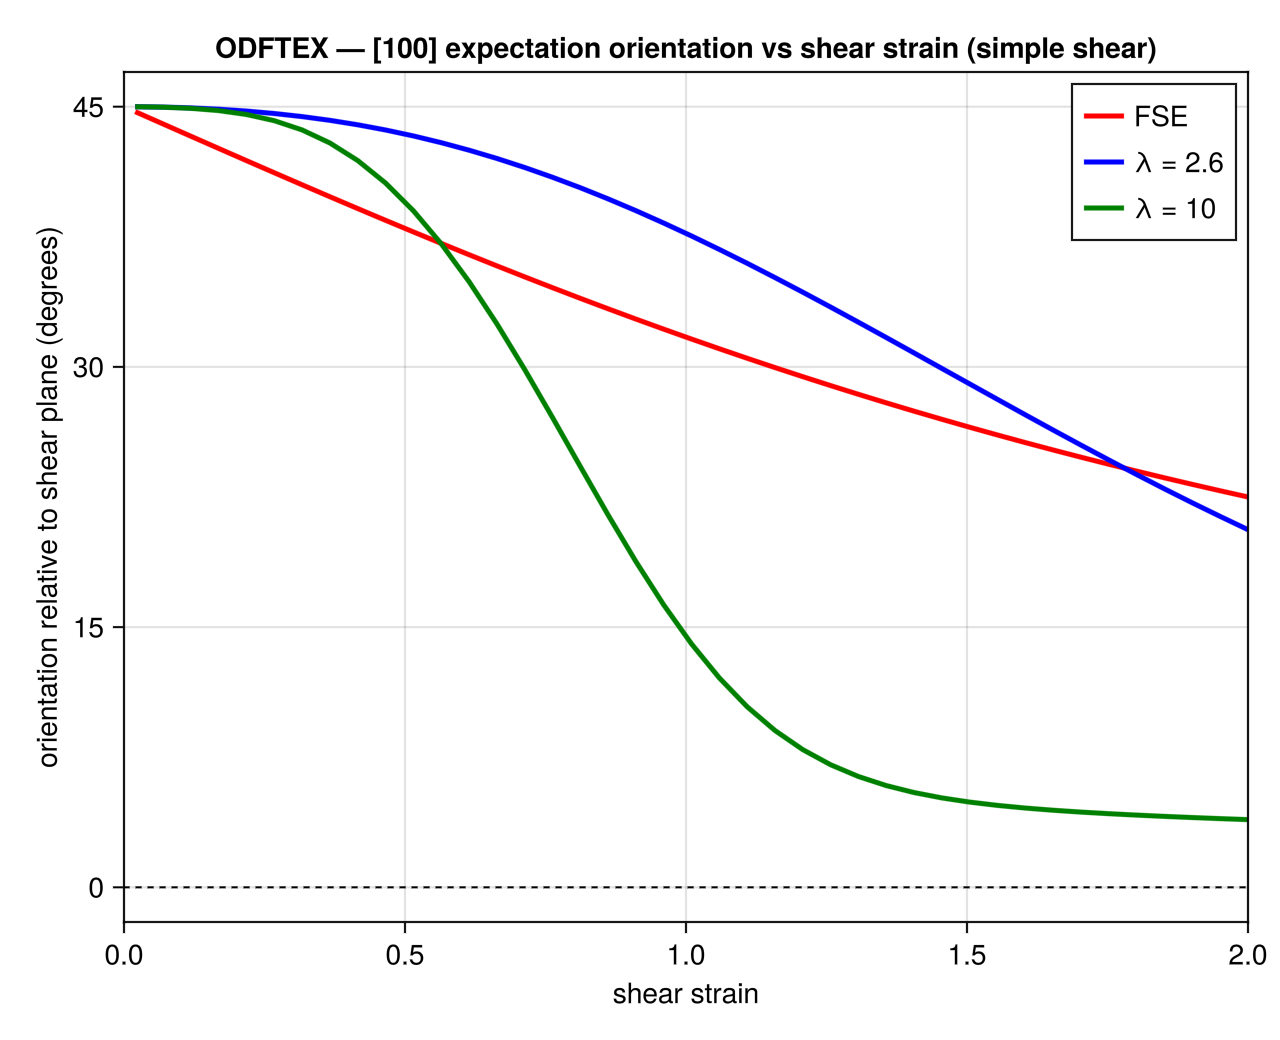 ODFTEX — [100] expectation orientation vs shear strain (simple shear)
FSE
λ = 2.6
λ = 10
orientation relative to shear plane (degrees)
45
30
15
0
0.0 0.5 1.0 1.5 2.0
shear strain